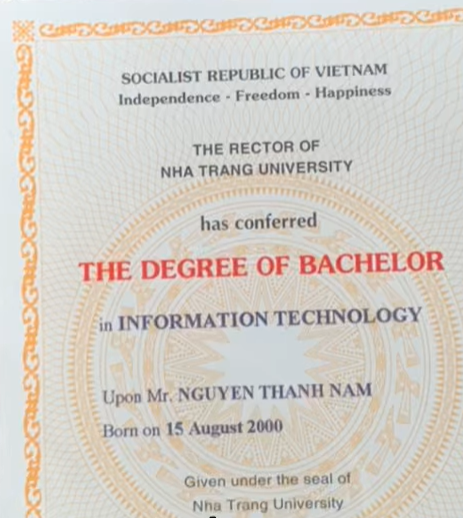 SOCIALIST REPUBLIC OF VIETNAM
Independence - Freedom - Happiness
THE RECTOR OF
NHA TRANG UNIVERSITY
has conferred
THE DEGREE OF BACHELOR
in INFORMATION TECHNOLOGY
Upon Mr. NGUYEN THANH NAM
Born on 15 August 2000
Given under the seal of
Nha Trang University